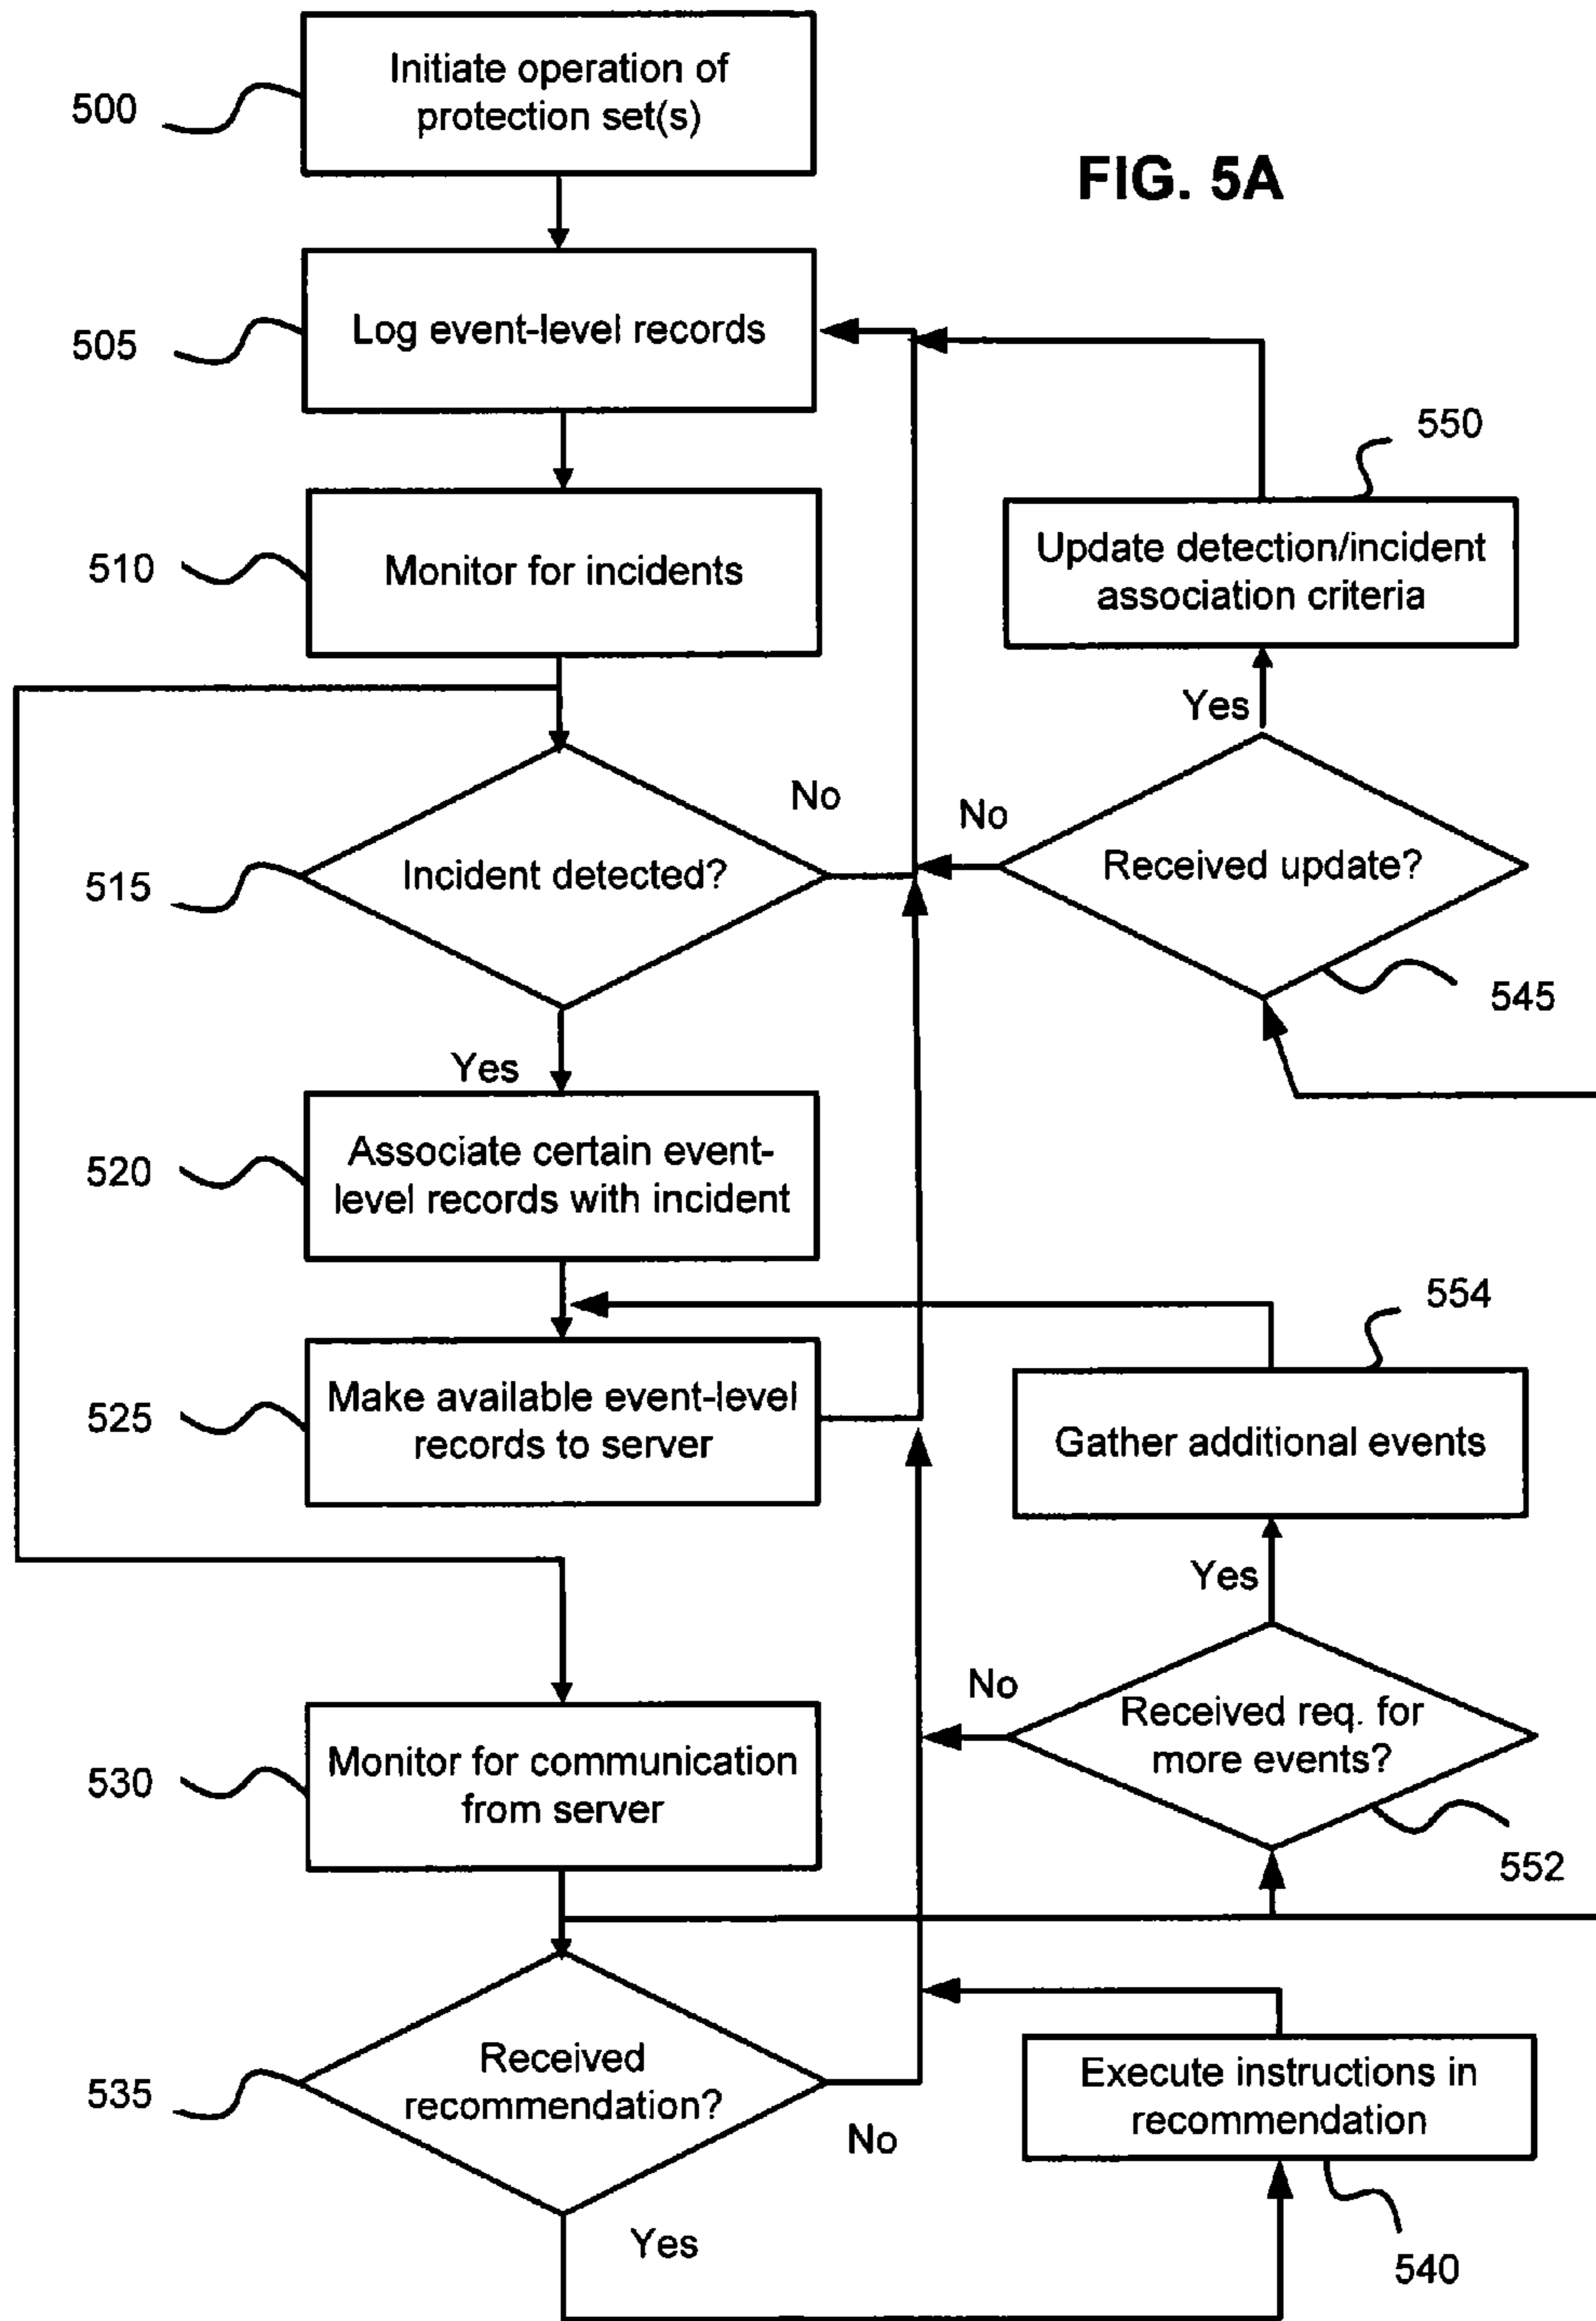 Initiate operation of
protection set(s)
500
FIG. 5A
Log event-level records
505
550
Monitor for incidents
510
Update detection/incident
association criteria
Yes
No
No
Incident detected?
515
Received update?
545
Yes
Associate certain event-
level records with incident
520
554
Make available event-level
records to server
525
Gather additional events
Yes
No
Received req. for
more events?
Monitor for communication
from server
530
552
Received
recommendation?
535
No
Execute instructions in
recommendation
Yes
540